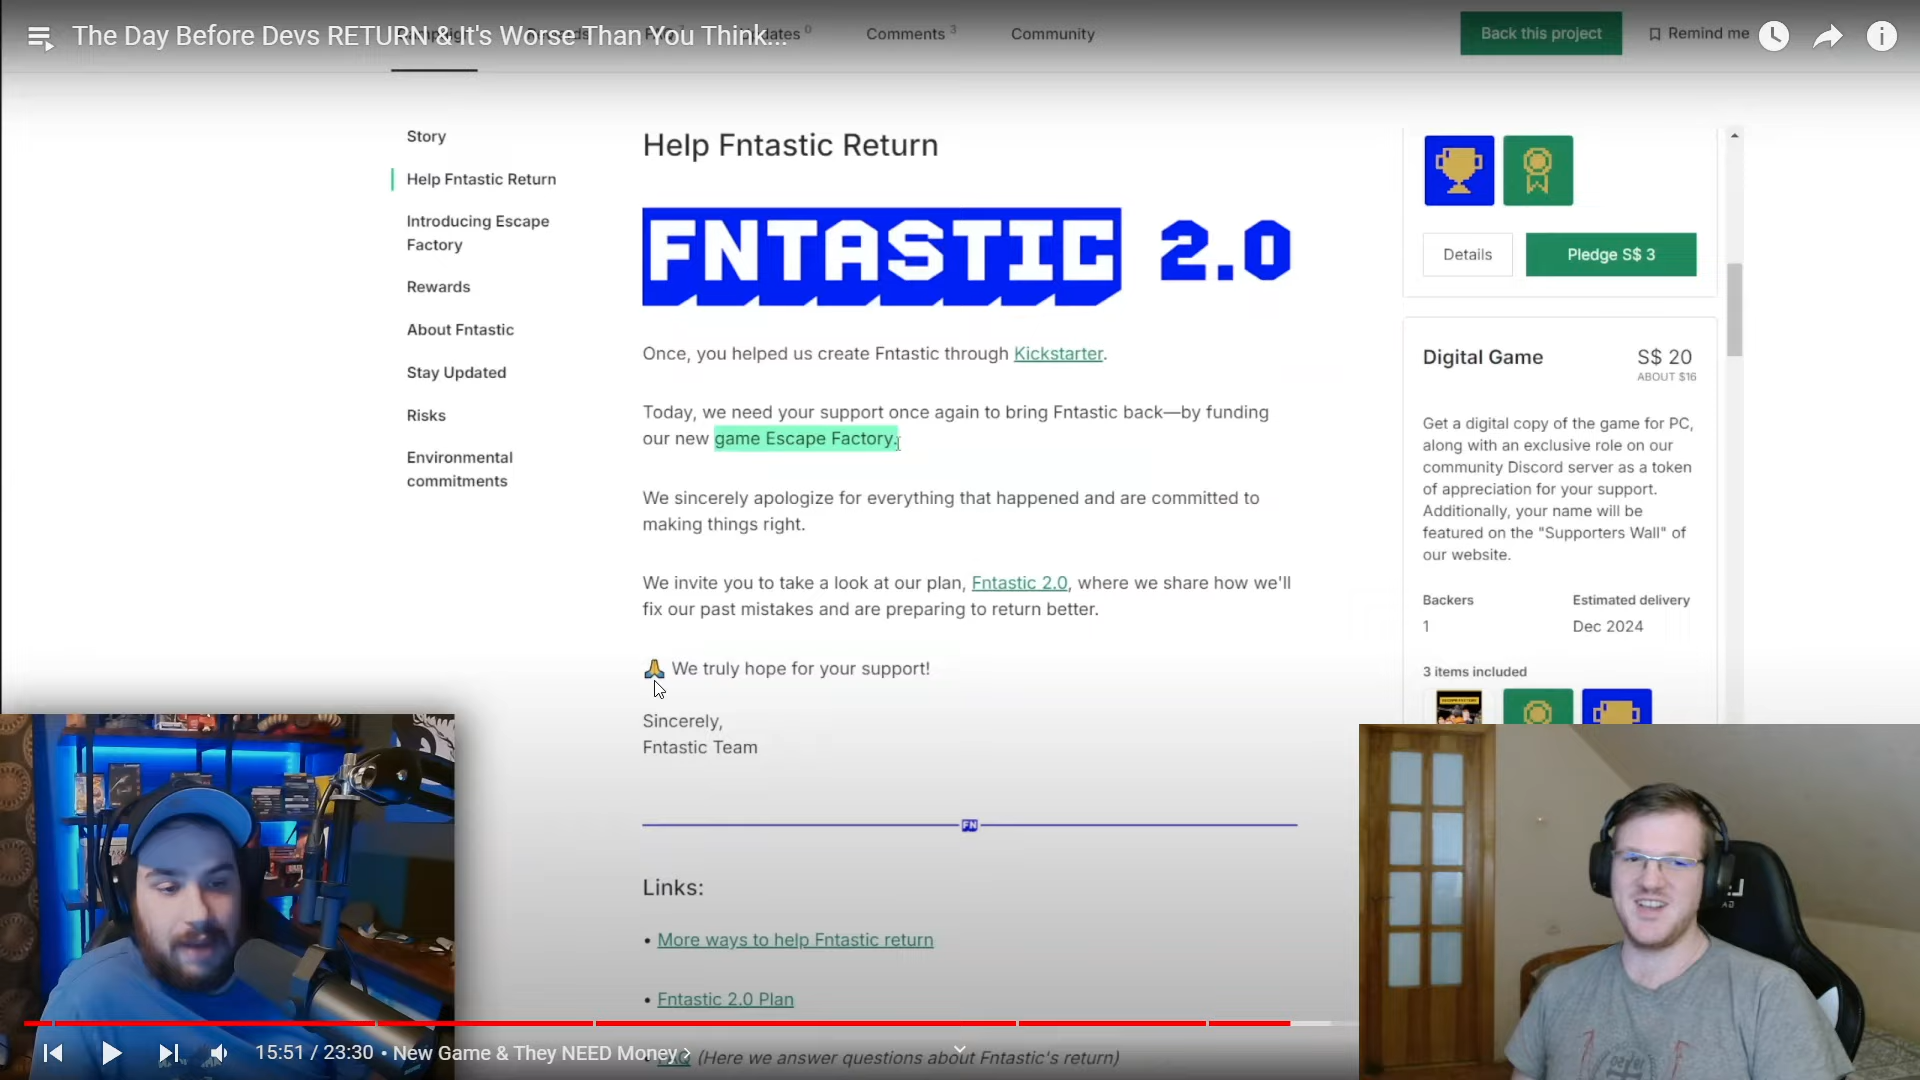 The Day Before Devs RETURN & It's Worse Than You Think...
Comments 3
Community
Back this project
Remind me
Story
Help Fntastic Return
Introducing Escape
Factory
Rewards
About Fntastic
Stay Updated
Risks
Environmental
commitments
Help Fntastic Return
FNTASTIC 2.0
Once, you helped us create Fntastic through Kickstarter.
Today, we need your support once again to bring Fntastic back—by funding
our new game Escape Factory.
We sincerely apologize for everything that happened and are committed to
making things right.
We invite you to take a look at our plan, Fntastic 2.0, where we share how we'll
fix our past mistakes and are preparing to return better.
🙏 We truly hope for your support!
Sincerely,
Fntastic Team
FN
Links:
• More ways to help Fntastic return
• Fntastic 2.0 Plan
(Here we answer questions about Fntastic's return)
Details
Pledge S$ 3
Digital Game
S$ 20
ABOUT $16
Get a digital copy of the game for PC,
along with an exclusive role on our
community Discord server as a token
of appreciation for your support.
Additionally, your name will be
featured on the "Supporters Wall" of
our website.
Backers
Estimated delivery
1
Dec 2024
3 items included
15:51 / 23:30 • New Game & They NEED Money